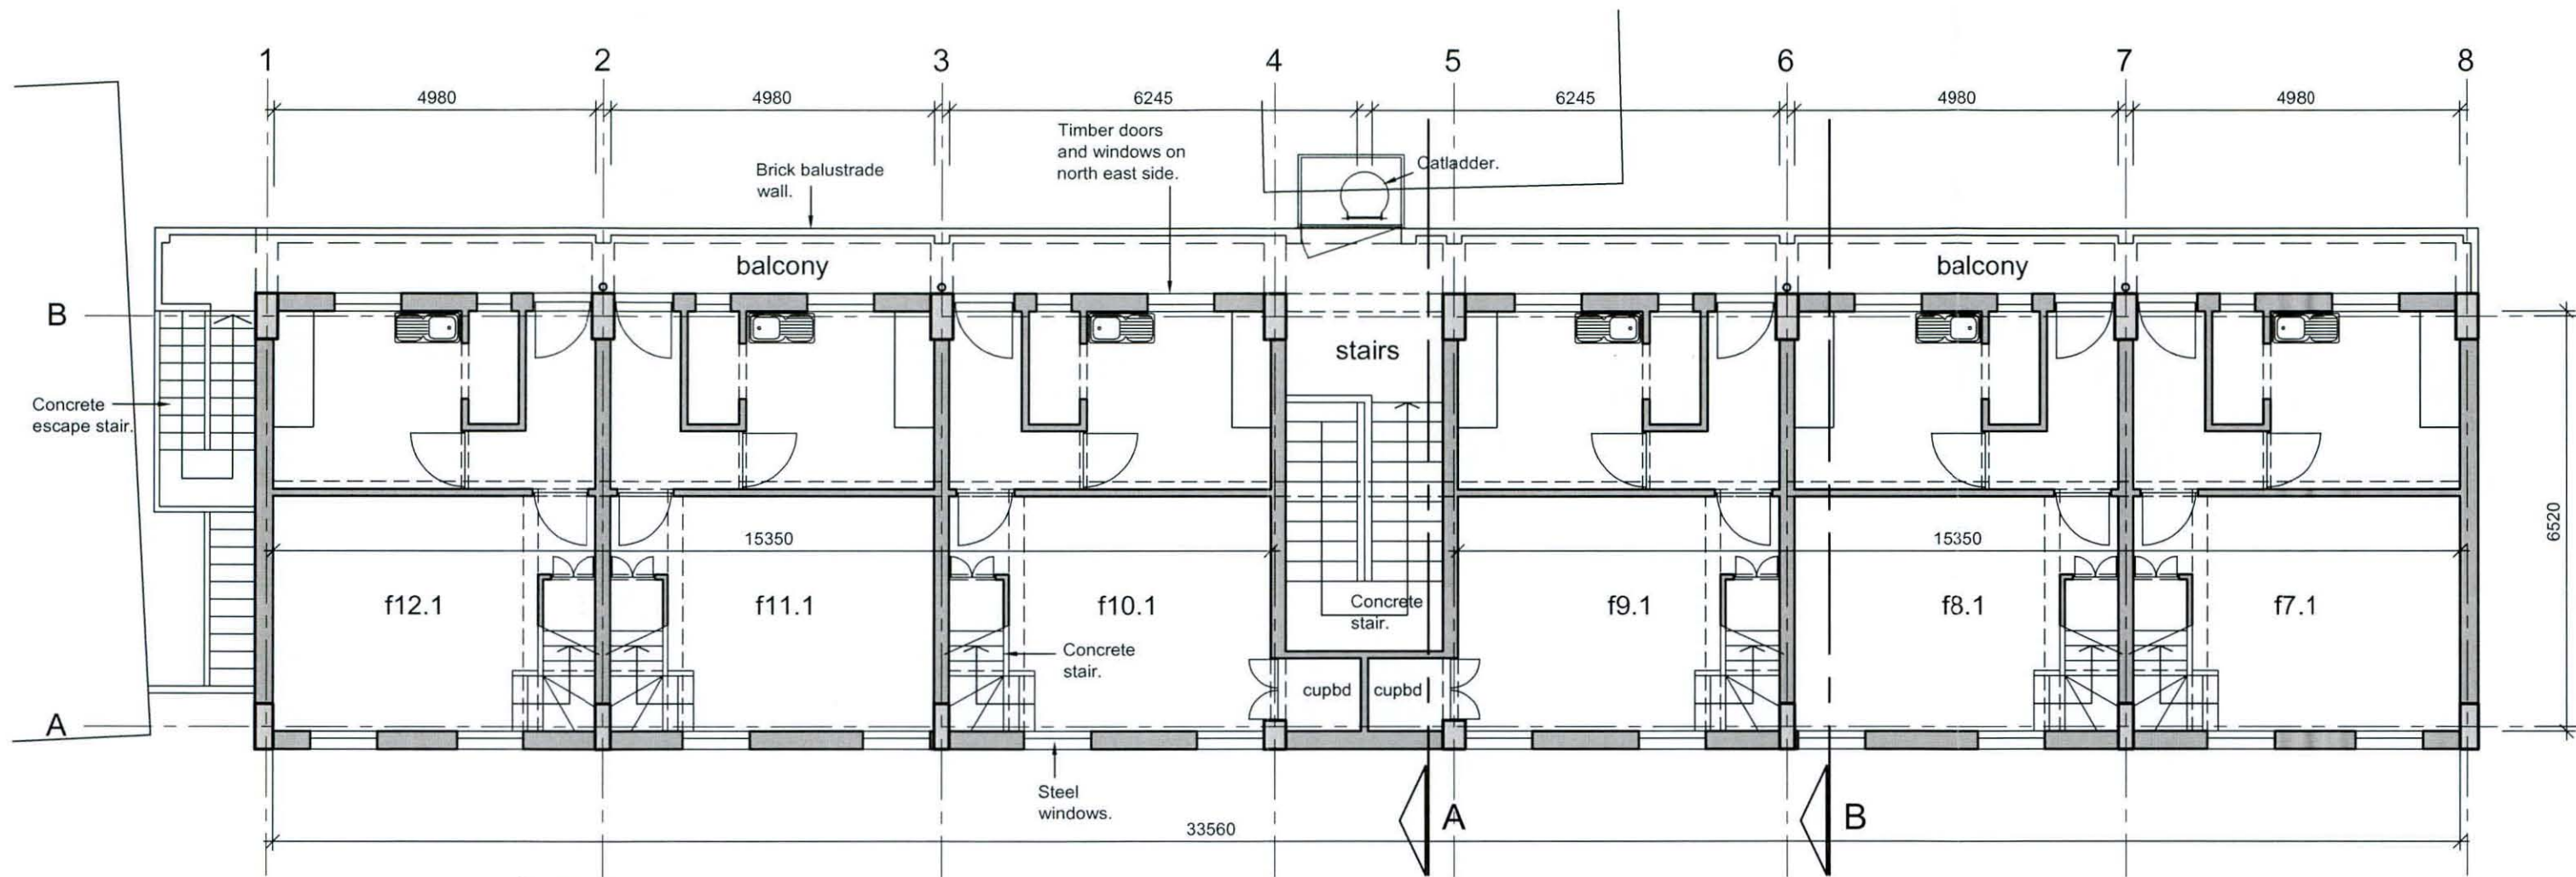 1 2 3 4 5 6 7 8
4980 4980 6245 6245 4980 4980
Timber doors
and windows on
north east side.
Brick balustrade
wall.
Catladder.
balcony balcony
B
stairs
Concrete
escape stair.
15350 15350
6520
f12.1 f11.1 f10.1 f9.1 f8.1 f7.1
Concrete
stair.
Concrete
stair.
cupbd cupbd
A
Steel
windows.
A B
33560